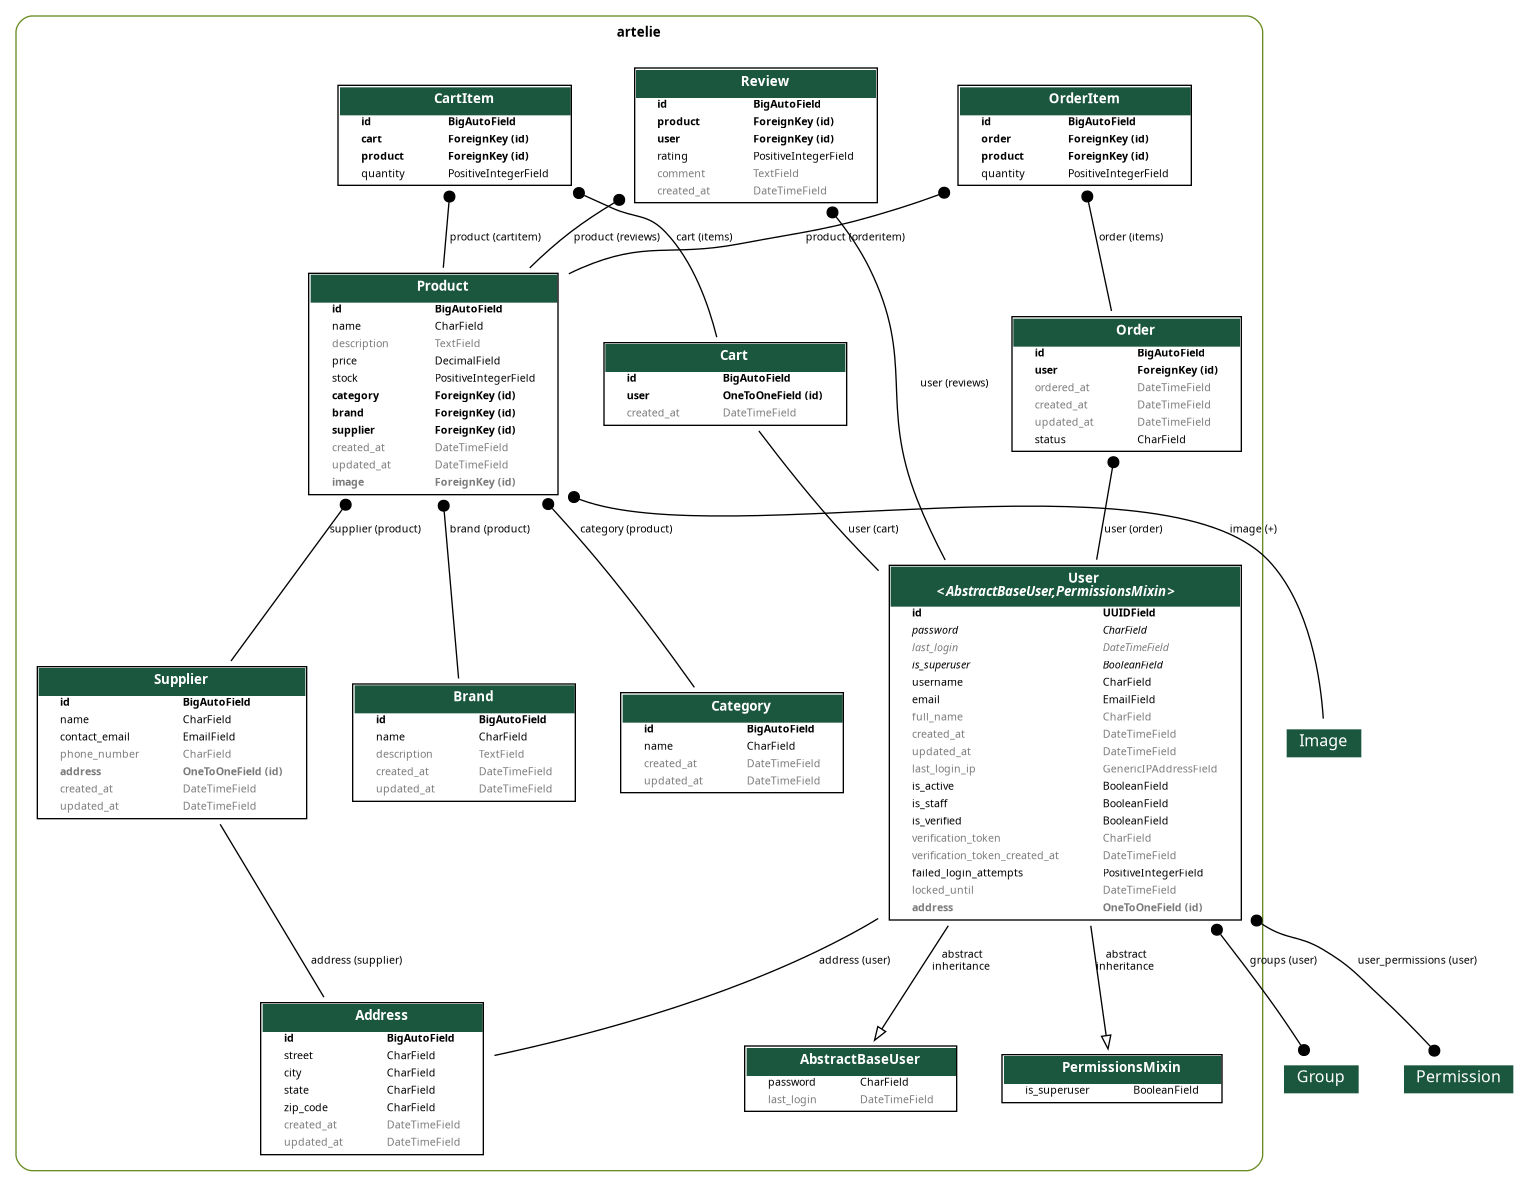 artelie
CartItem
id BigAutoField
cart ForeignKey (id)
product ForeignKey (id)
quantity PositiveIntegerField
Review
id BigAutoField
product ForeignKey (id)
user ForeignKey (id)
rating PositiveIntegerField
comment TextField
created_at DateTimeField
OrderItem
id BigAutoField
order ForeignKey (id)
product ForeignKey (id)
quantity PositiveIntegerField
product (cartitem)
product (reviews)
cart (items)
product (orderitem)
order (items)
Product
id BigAutoField
name CharField
description TextField
price DecimalField
stock PositiveIntegerField
category ForeignKey (id)
brand ForeignKey (id)
supplier ForeignKey (id)
created_at DateTimeField
updated_at DateTimeField
image ForeignKey (id)
Cart
id BigAutoField
user OneToOneField (id)
created_at DateTimeField
user (reviews)
Order
id BigAutoField
user ForeignKey (id)
ordered_at DateTimeField
created_at DateTimeField
updated_at DateTimeField
status CharField
supplier (product)
brand (product)
category (product)
user (cart)
user (order)
image (+)
Supplier
id BigAutoField
name CharField
contact_email EmailField
phone_number CharField
address OneToOneField (id)
created_at DateTimeField
updated_at DateTimeField
Brand
id BigAutoField
name CharField
description TextField
created_at DateTimeField
updated_at DateTimeField
Category
id BigAutoField
name CharField
created_at DateTimeField
updated_at DateTimeField
User
<AbstractBaseUser,PermissionsMixin>
id UUIDField
password CharField
last_login DateTimeField
is_superuser BooleanField
username CharField
email EmailField
full_name CharField
created_at DateTimeField
updated_at DateTimeField
last_login_ip GenericIPAddressField
is_active BooleanField
is_staff BooleanField
is_verified BooleanField
verification_token CharField
verification_token_created_at DateTimeField
failed_login_attempts PositiveIntegerField
locked_until DateTimeField
address OneToOneField (id)
Image
address (supplier)
address (user)
abstract
inheritance
abstract
inheritance
groups (user)
user_permissions (user)
Address
id BigAutoField
street CharField
city CharField
state CharField
zip_code CharField
created_at DateTimeField
updated_at DateTimeField
AbstractBaseUser
password CharField
last_login DateTimeField
PermissionsMixin
is_superuser BooleanField
Group
Permission